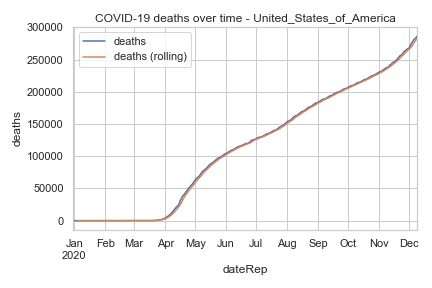 COVID-19 deaths over time - United_States_of_America
deaths
deaths (rolling)
300000
250000
200000
150000
100000
50000
0
deaths
Jan Feb Mar Apr May Jun Jul Aug Sep Oct Nov Dec
2020
dateRep